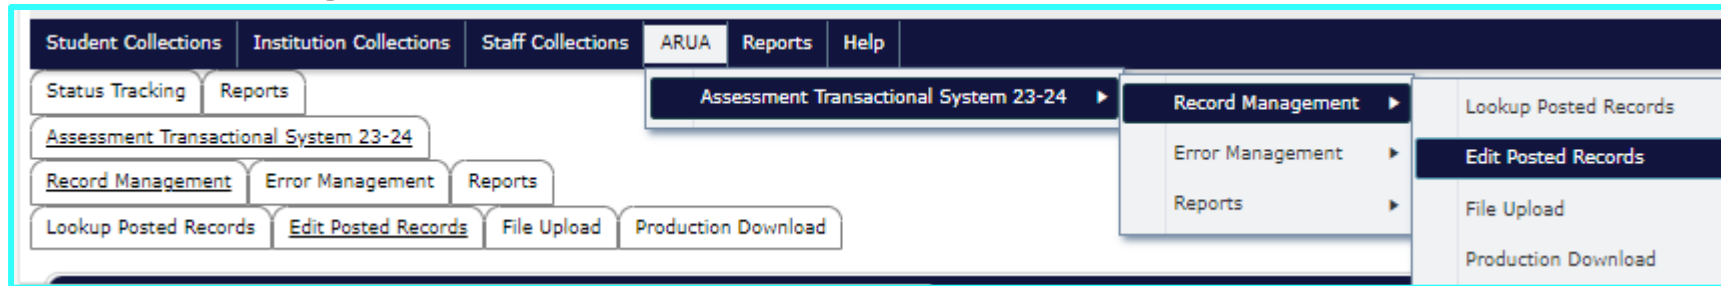 Student Collections Institution Collections Staff Collections ARUA Reports Help
Status Tracking Reports
Assessment Transactional System 23-24
Record Management Error Management Reports
Lookup Posted Records Edit Posted Records File Upload Production Download
Assessment Transactional System 23-24
Record Management
Error Management
Reports
Lookup Posted Records
Edit Posted Records
File Upload
Production Download